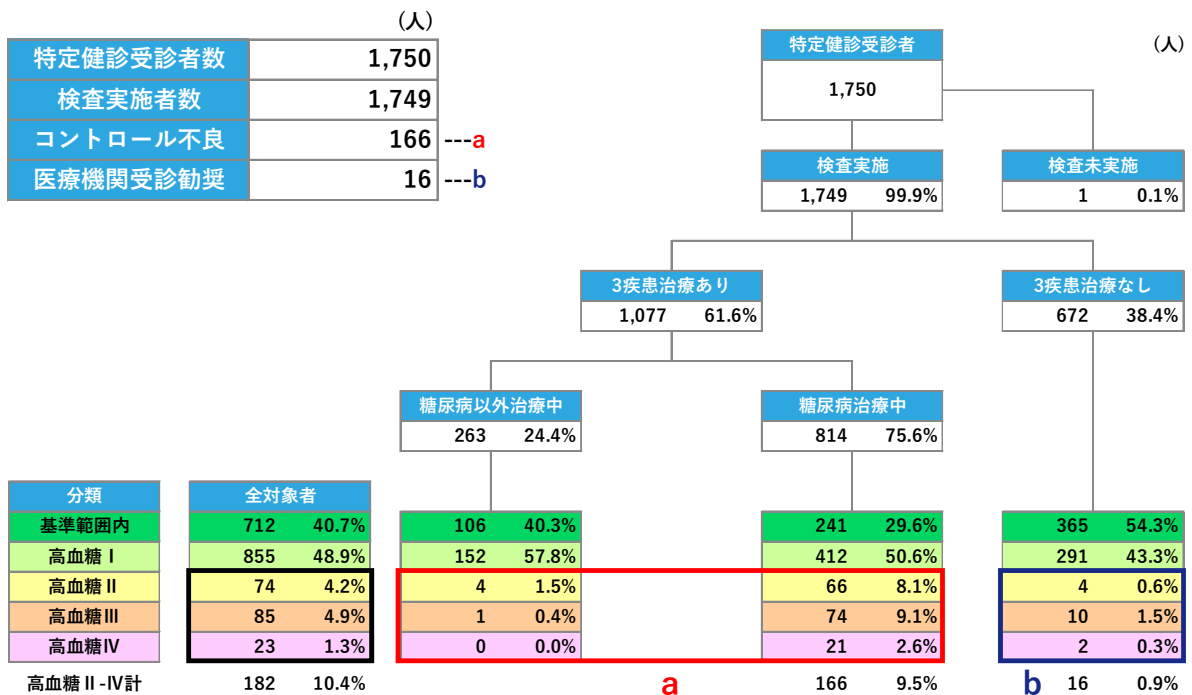 (人)
特定健診受診者数 1,750
検査実施者数 1,749
コントロール不良 166 ---a
医療機関受診勧奨 16 ---b
(人)
特定健診受診者
1,750
検査実施 検査未実施
1,749 99.9% 1 0.1%
3疾患治療あり 3疾患治療なし
1,077 61.6% 672 38.4%
糖尿病以外治療中 糖尿病治療中
263 24.4% 814 75.6%
分類 全対象者
基準範囲内 712 40.7% 106 40.3% 241 29.6% 365 54.3%
高血糖Ⅰ 855 48.9% 152 57.8% 412 50.6% 291 43.3%
高血糖Ⅱ 74 4.2% 4 1.5% 66 8.1% 4 0.6%
高血糖Ⅲ 85 4.9% 1 0.4% 74 9.1% 10 1.5%
高血糖Ⅳ 23 1.3% 0 0.0% 21 2.6% 2 0.3%
高血糖Ⅱ-Ⅳ計 182 10.4% a 166 9.5% b 16 0.9%